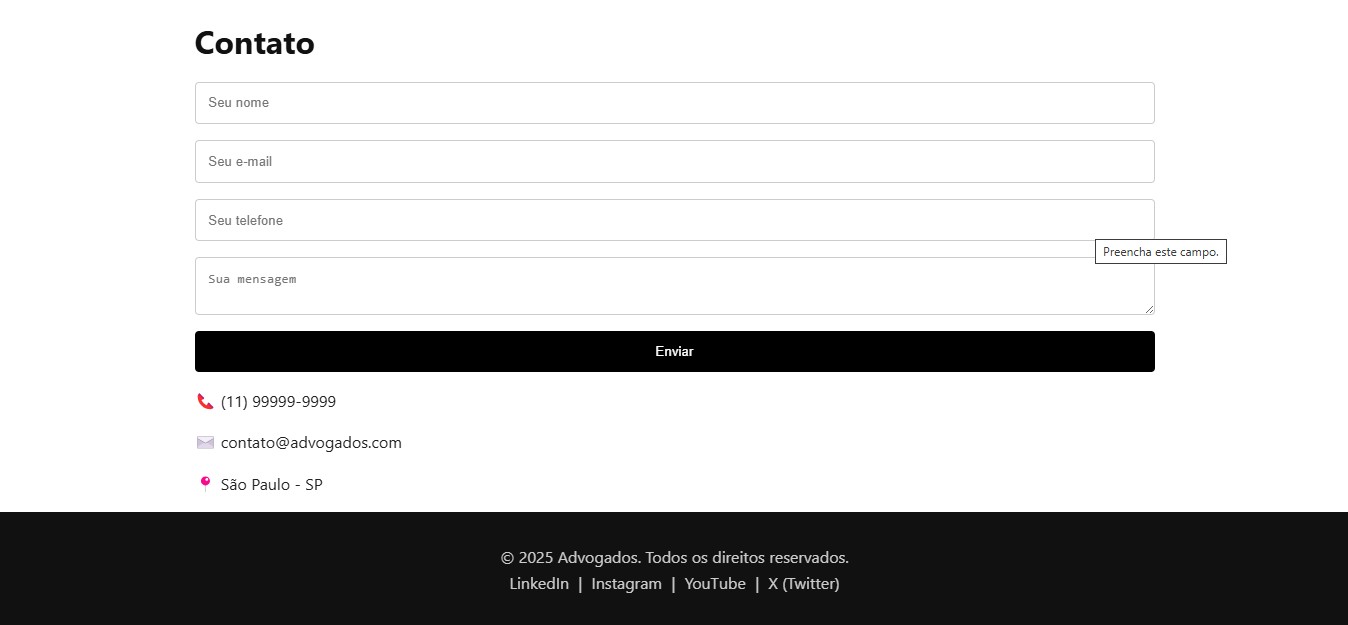 Contato
Seu nome
Seu e-mail
Seu telefone
Preencha este campo.
Sua mensagem
Enviar
(11) 99999-9999
contato@advogados.com
São Paulo - SP
© 2025 Advogados. Todos os direitos reservados.
LinkedIn | Instagram | YouTube | X (Twitter)